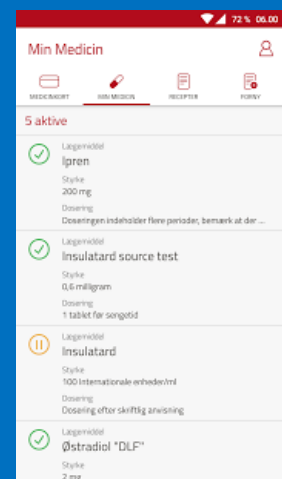 72 % 06.00
Min Medicin
MEDICINKORT MIN MEDICIN RECEPTER FORNY
5 aktive
Lægemiddel
Ipren
Styrke
200 mg
Dosering
Doseringen indeholder flere perioder, bemærk at der ...
Lægemiddel
Insulatard source test
Styrke
0,6 milligram
Dosering
1 tablet før sengetid
Lægemiddel
Insulatard
Styrke
100 Internationale enheder/ml
Dosering
Dosering efter skriftlig anvisning
Lægemiddel
Østradiol "DLF"
Styrke
2 mg